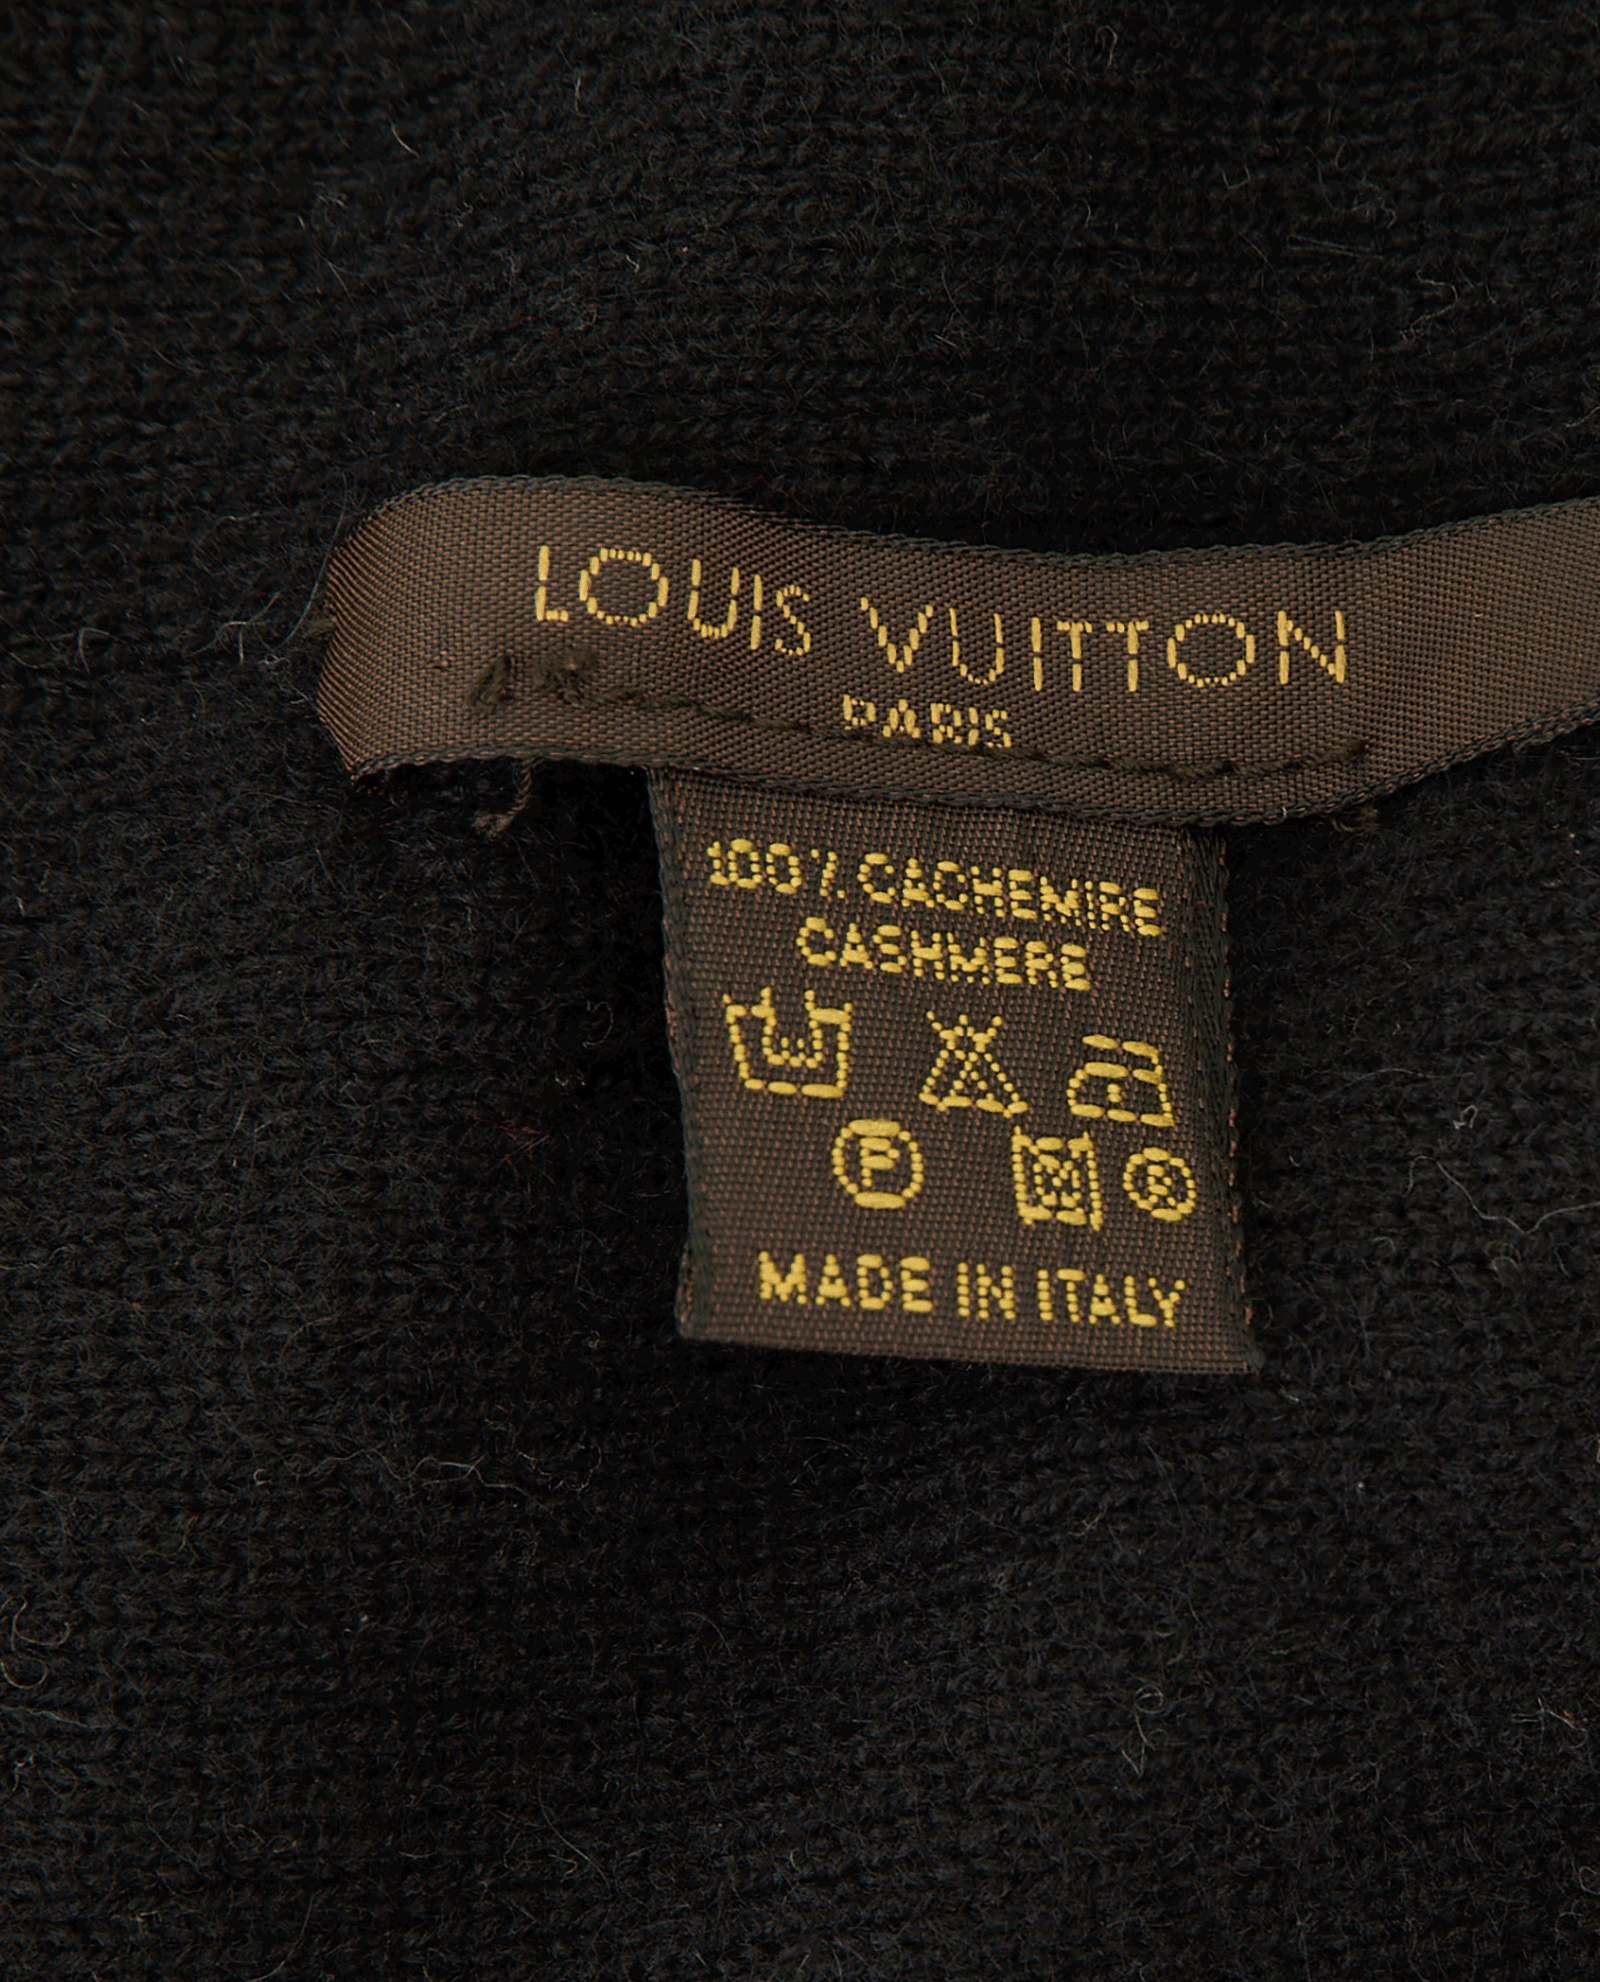 LOUIS VUITTON
PARIS
100% CACHEMIRE
CASHMERE
P
MADE IN ITALY